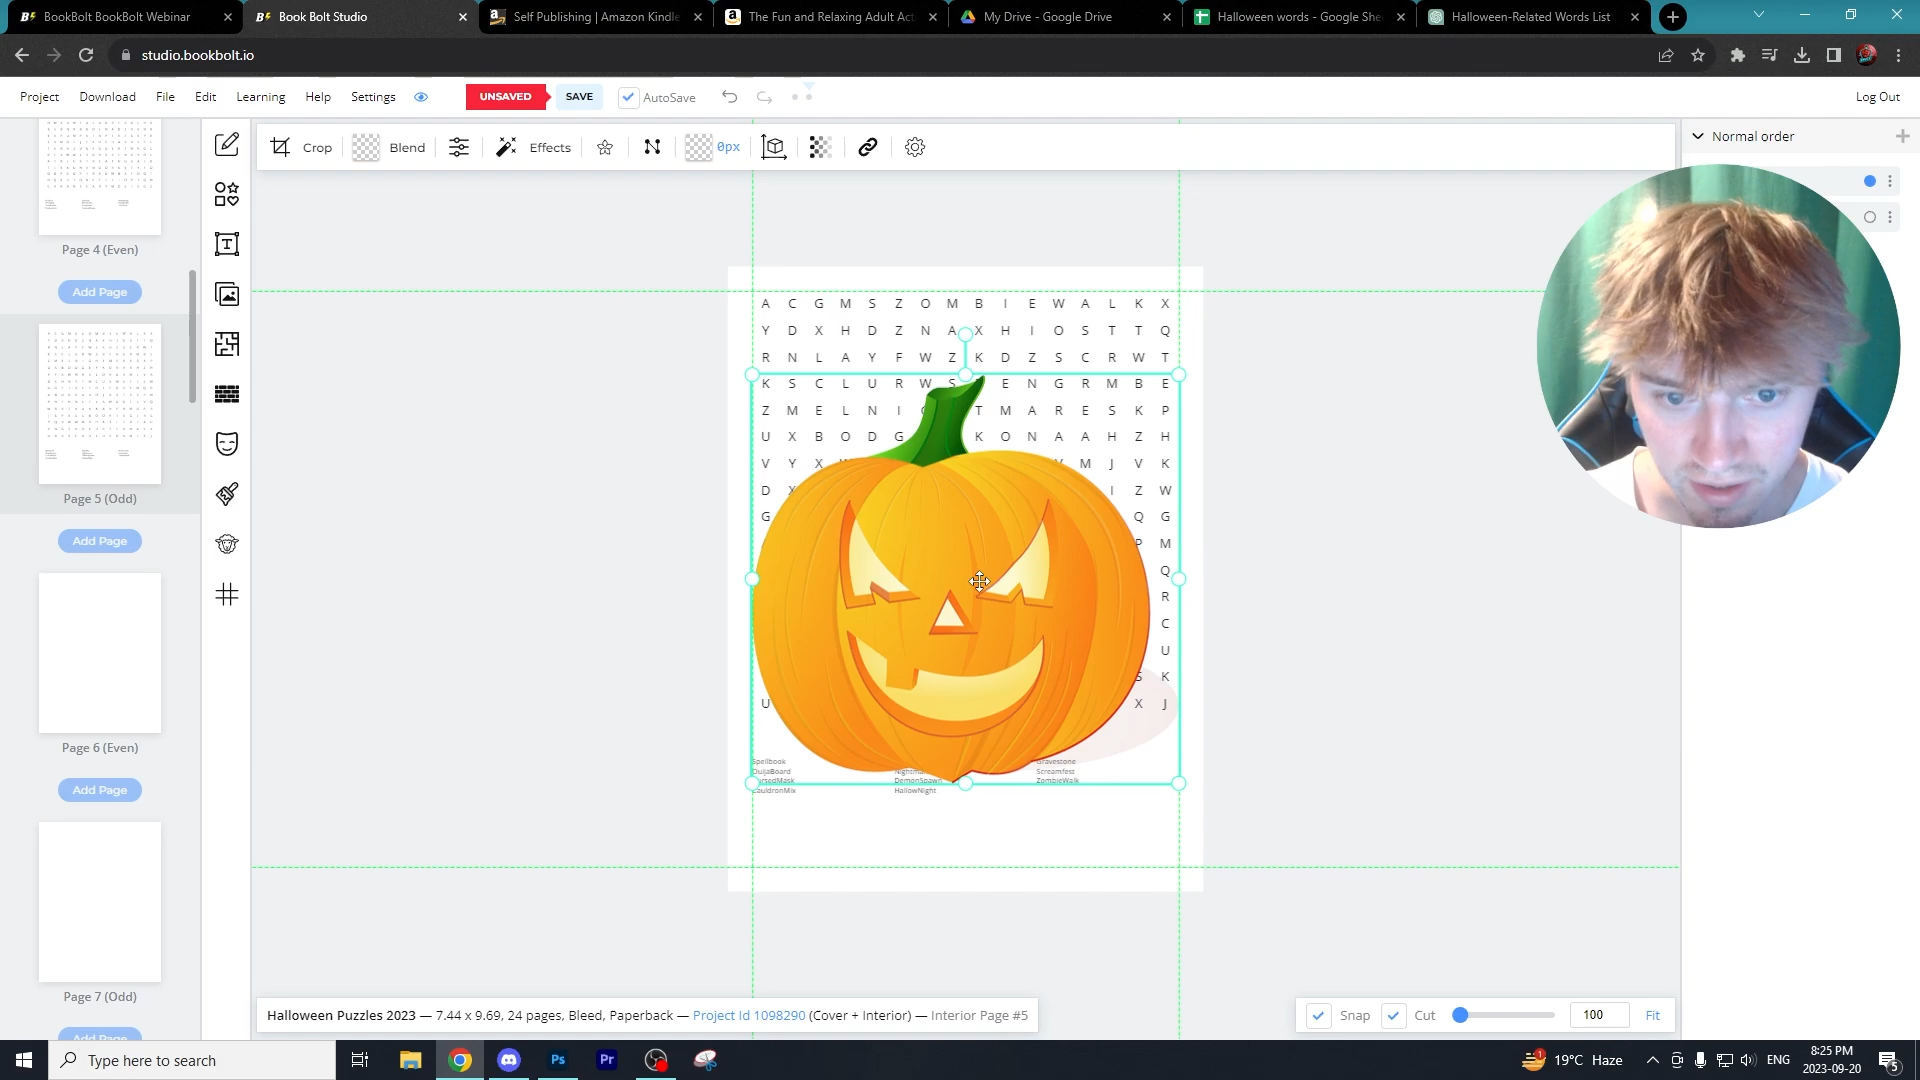 BookBolt BookBolt Webinar
Book Bolt Studio
Self Publishing | Amazon Kindle
The Fun and Relaxing Adult Act
My Drive - Google Drive
Halloween words - Google She
Halloween-Related Words List
studio.bookbolt.io
Project Download File Edit Learning Help Settings UNSAVED SAVE AutoSave Log Out
Crop Blend Effects 0px
Normal order
Page 4 (Even)
Add Page
Page 5 (Odd)
Add Page
Page 6 (Even)
Add Page
Page 7 (Odd)
Add Page
A C G M S Z O M B I E W A L K X
Y D X H D Z N A X H I O S T T Q
R N L A Y F W Z K D Z S C R W T
K S C L U R W S E N G R M B E
Z M E L N I T M A R E S K P
U X B O D G K O N A A H Z H
V Y X M J V K
D X I Z W
G Q G
P M
Q
R
C
U
S K
U X J
Spellbook
OuijaBoard
CauldronMix
DemonSpawn
HallowNight
Gravestone
Screamfest
ZombieWalk
Halloween Puzzles 2023 — 7.44 x 9.69, 24 pages, Bleed, Paperback — Project Id 1098290 (Cover + Interior) — Interior Page #5
Snap Cut 100 Fit
Type here to search
19°C Haze
ENG
8:25 PM
2023-09-20
5